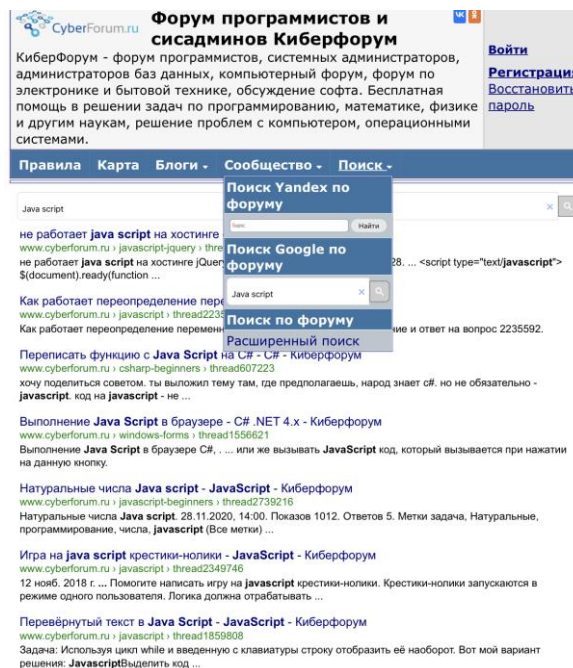 CyberForum.ru
Форум программистов и
сисадминов Киберфорум
КиберФорум - форум программистов, системных администраторов,
администраторов баз данных, компьютерный форум, форум по
электронике и бытовой технике, обсуждение софта. Бесплатная
помощь в решении задач по программированию, математике, физике
и другим наукам, решение проблем с компьютером, операционными
системами.
Войти
Регистраци
Восстановить
пароль
Правила Карта Блоги Сообщество Поиск
Поиск Yandex по
форуму
Найти
Поиск Google по
форуму
Java script
Поиск по форуму
Расширенный поиск
Java script
не работает java script на хостинге
www.cyberforum.ru › javascript-jquery › thre
не работает java script на хостинге jQuer 28. ... <script type="text/javascript">
$(document).ready(function ...
Как работает переопределение пере
www.cyberforum.ru › javascript › thread2235
Как работает переопределение переменн ние и ответ на вопрос 2235592.
Переписать функцию с Java Script на C# - C# - Киберфорум
www.cyberforum.ru › csharp-beginners › thread607223
хочу поделиться советом. ты выложил тему там, где предполагаешь, народ знает c#. но не обязательно -
javascript. код на javascript - не ...
Выполнение Java Script в браузере - C# .NET 4.x - Киберфорум
www.cyberforum.ru › windows-forms › thread1556621
Выполнение Java Script в браузере C#, . ... или же вызывать JavaScript код, который вызывается при нажатии
на данную кнопку.
Натуральные числа Java script - JavaScript - Киберфорум
www.cyberforum.ru › javascript-beginners › thread2739216
Натуральные числа Java script. 28.11.2020, 14:00. Показов 1012. Ответов 5. Метки задача, Натуральные,
программирование, числа, javascript (Все метки) ...
Игра на java script крестики-нолики - JavaScript - Киберфорум
www.cyberforum.ru › javascript › thread2349746
12 нояб. 2018 г. ... Помогите написать игру на javascript крестики-нолики. Крестики-нолики запускаются в
режиме одного пользователя. Логика должна отрабатывать ...
Перевёрнутый текст в Java Script - JavaScript - Киберфорум
www.cyberforum.ru › javascript › thread1859808
Задача: Используя цикл while и введенную с клавиатуры строку отобразить её наоборот. Вот мой вариант
решения: JavascriptВыделить код ...